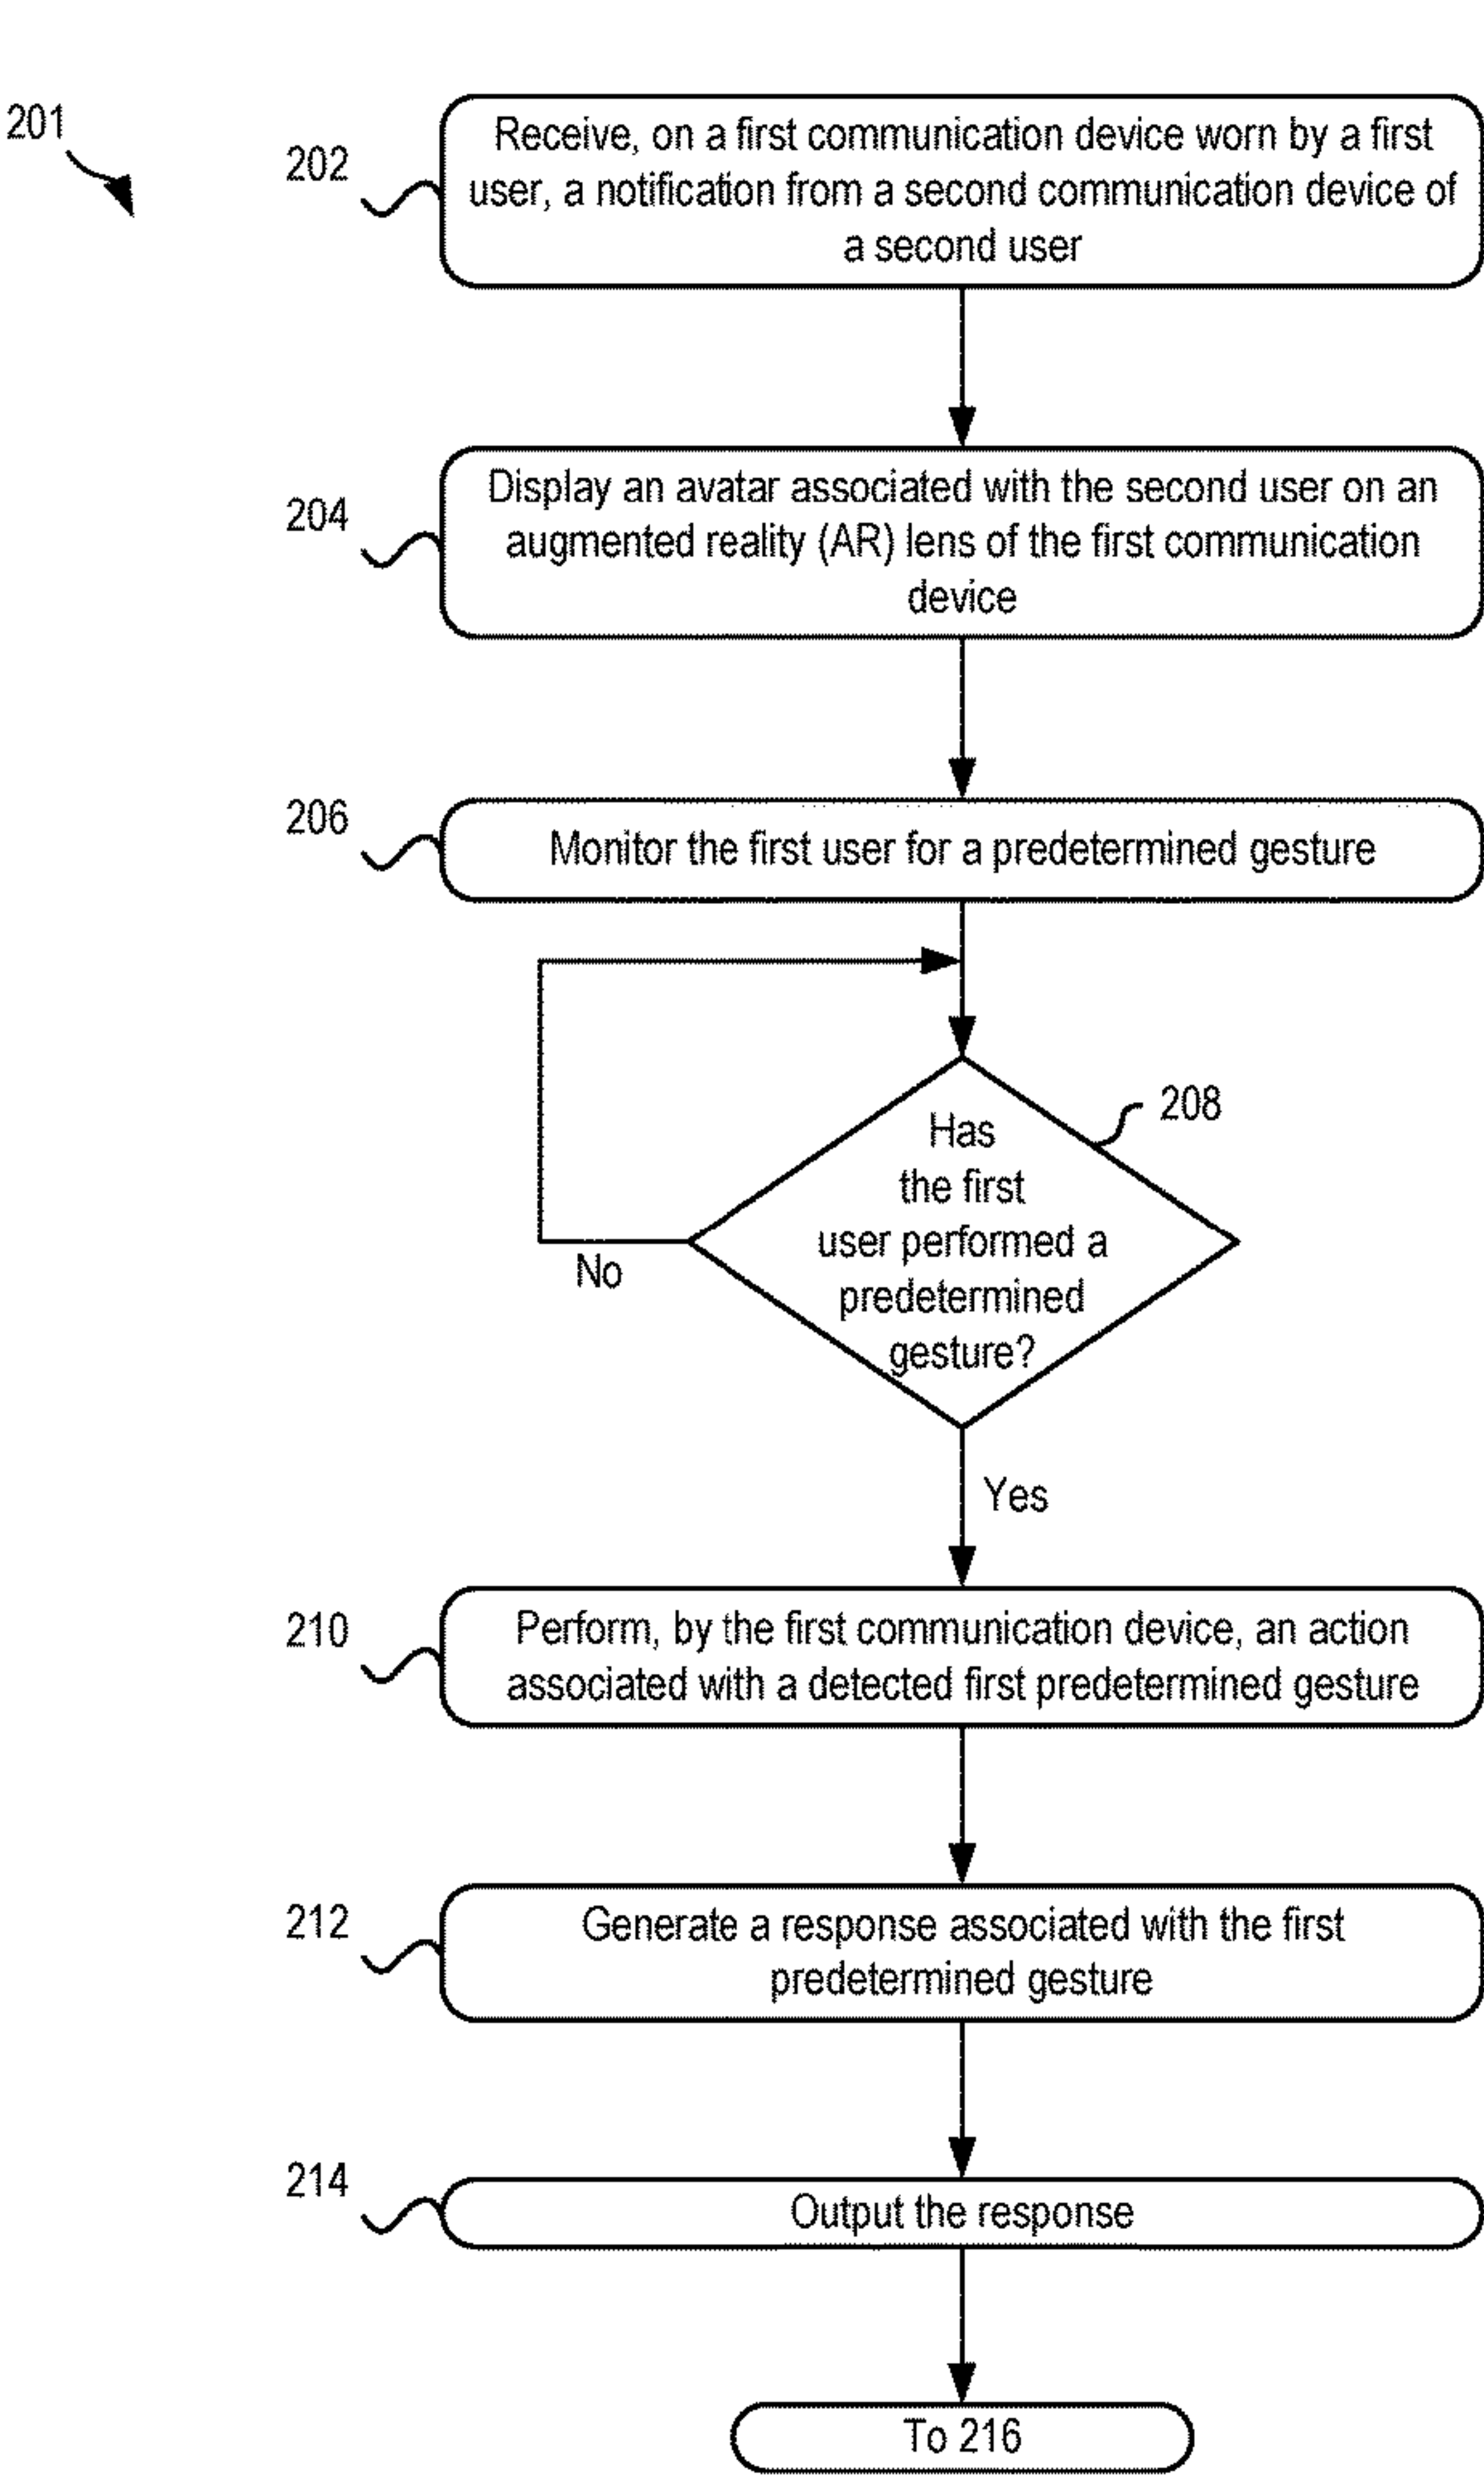 201
202
Receive, on a first communication device worn by a first
user, a notification from a second communication device of
a second user
204
Display an avatar associated with the second user on an
augmented reality (AR) lens of the first communication
device
206
Monitor the first user for a predetermined gesture
208
Has
the first
user performed a
predetermined
gesture?
No
Yes
210
Perform, by the first communication device, an action
associated with a detected first predetermined gesture
212
Generate a response associated with the first
predetermined gesture
214
Output the response
To 216